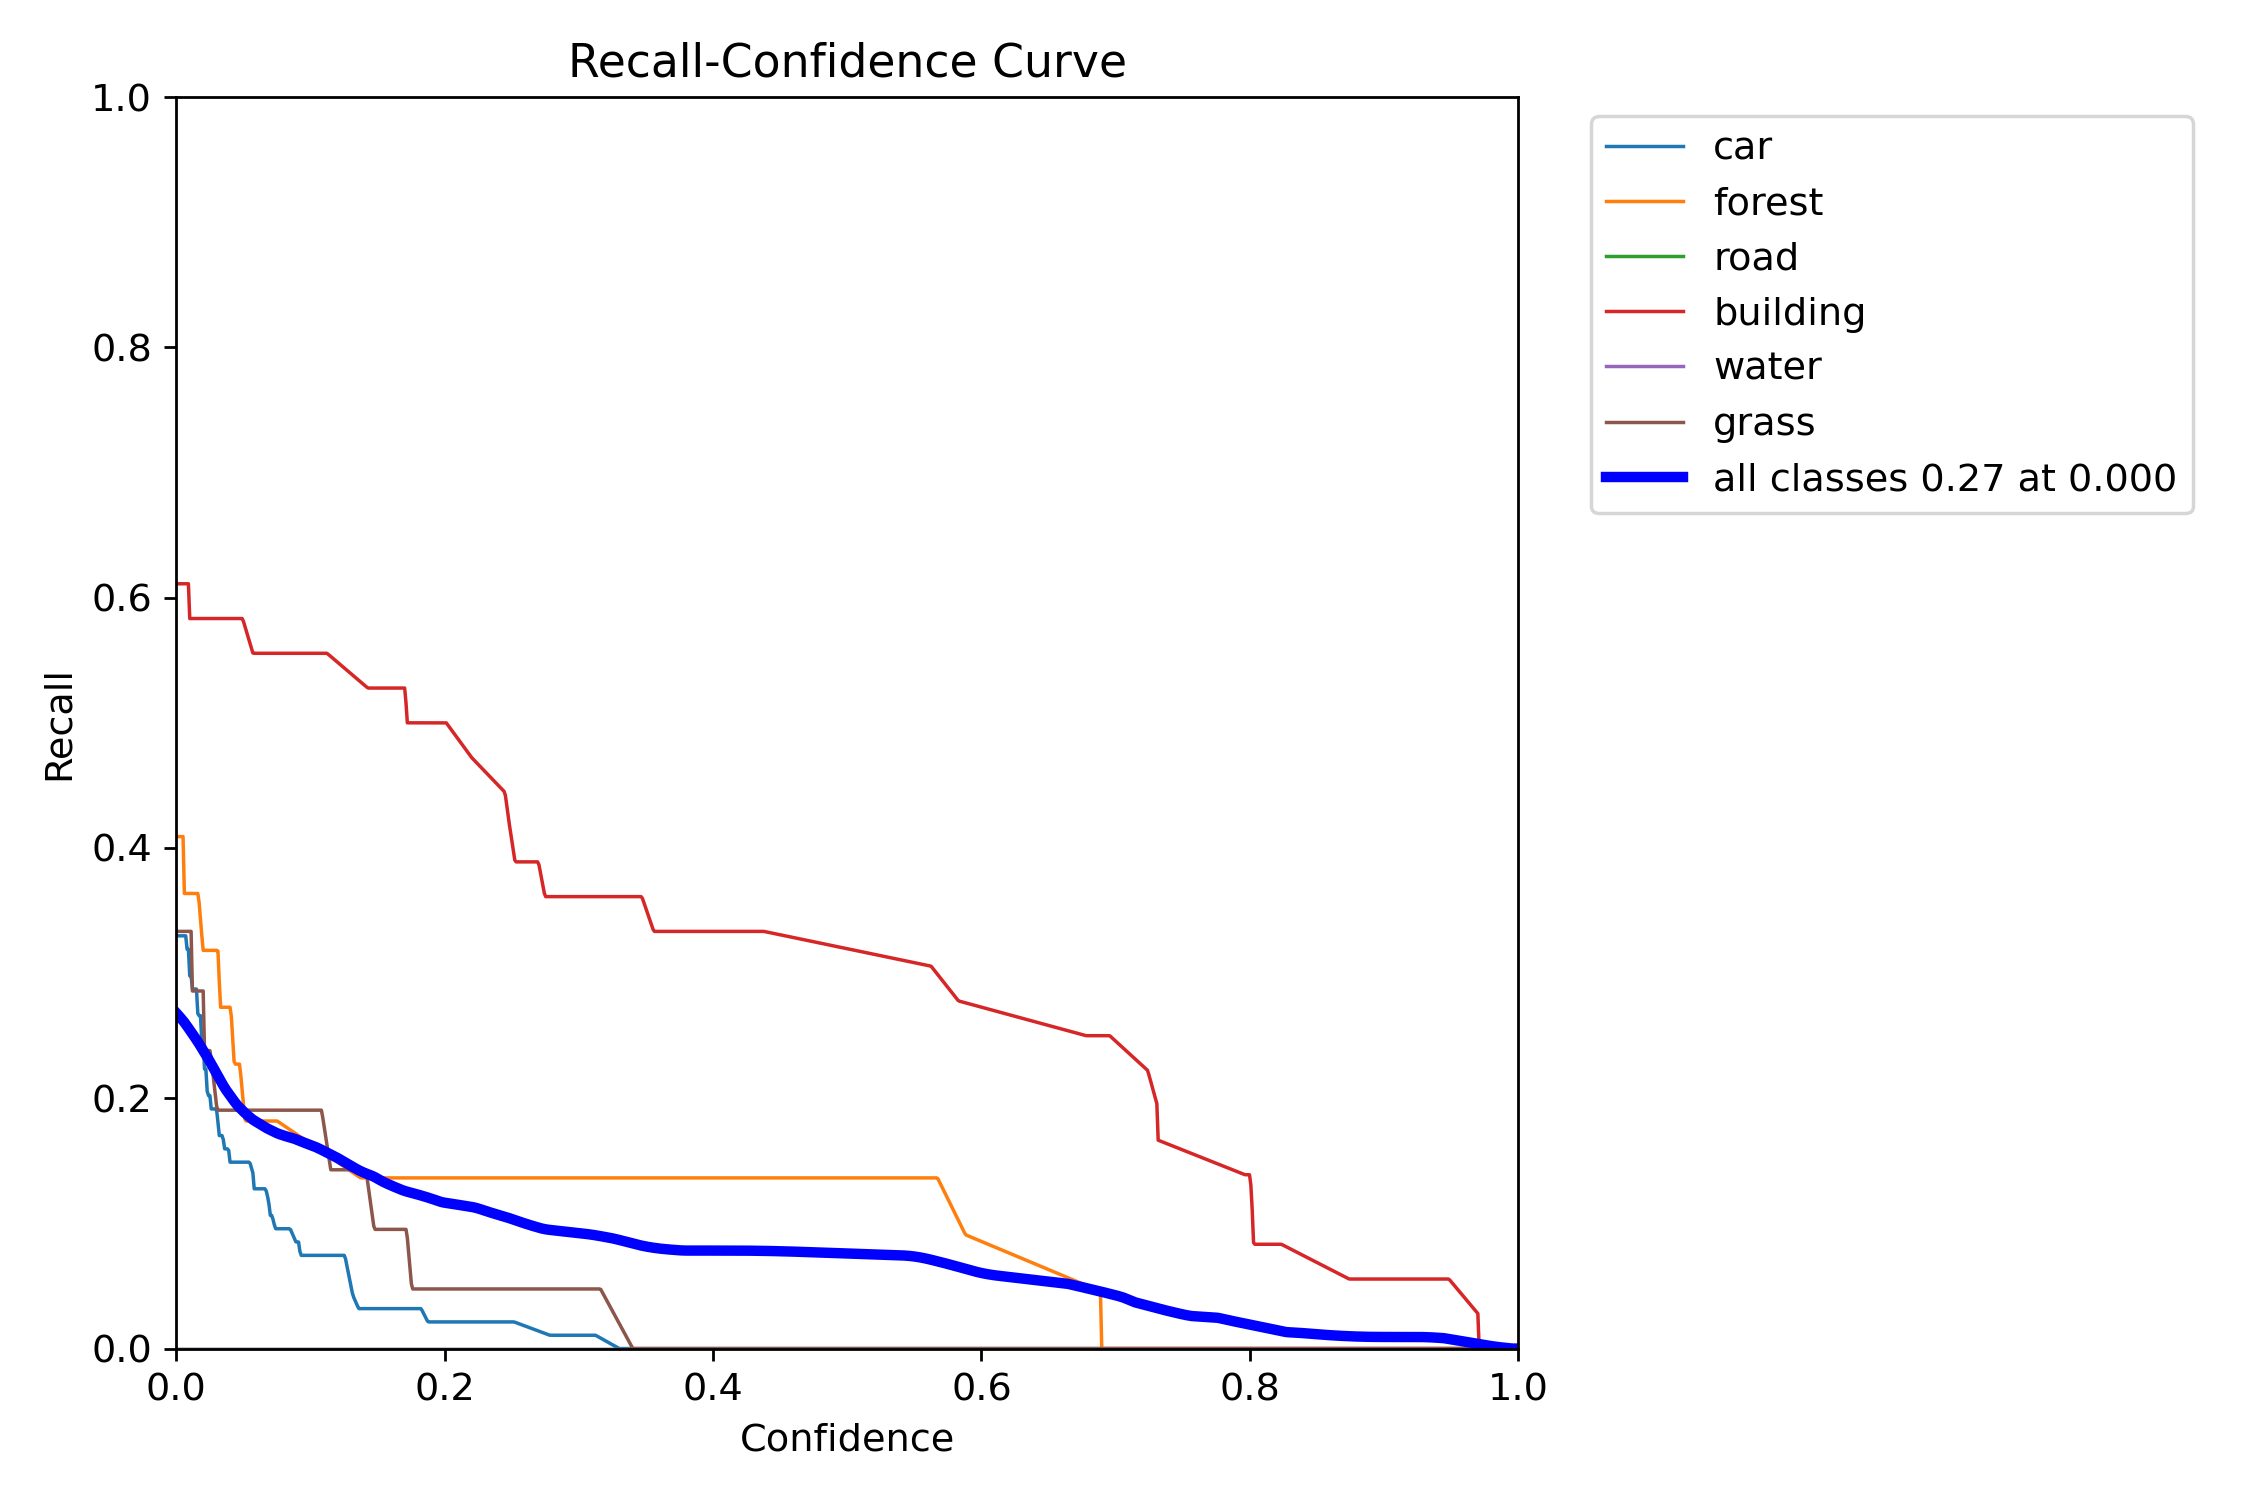 Recall-Confidence Curve
1.0
0.8
0.6
0.4
0.2
0.0
Recall
0.0 0.2 0.4 0.6 0.8 1.0
Confidence
car
forest
road
building
water
grass
all classes 0.27 at 0.000